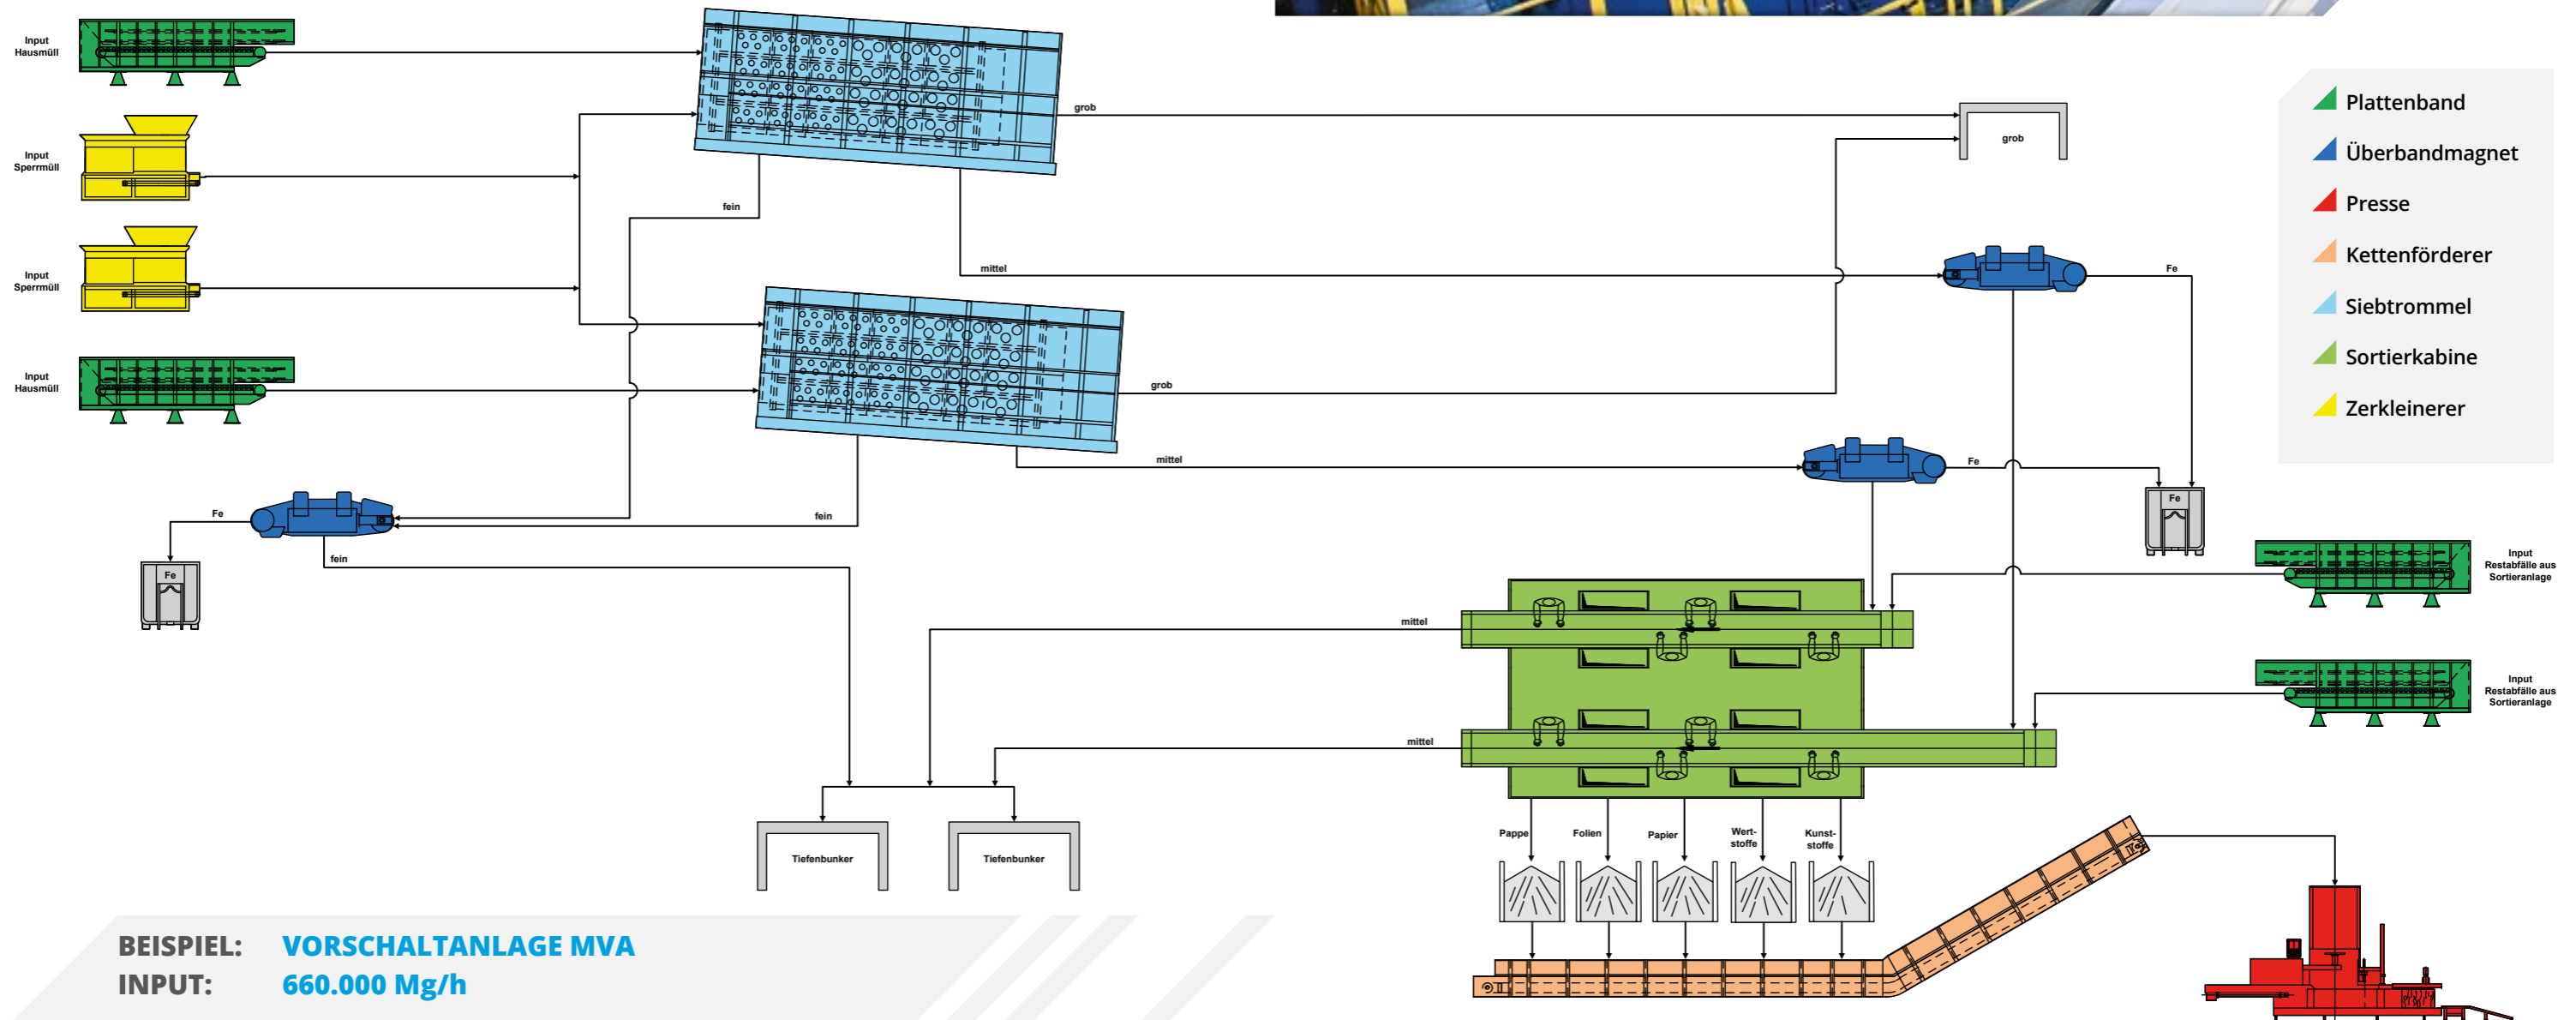 Input
Hausmüll
Input
Sperrmüll
Input
Sperrmüll
Input
Hausmüll
grob
grob
fein
mittel
Fe
grob
mittel
Fe
Fe
fein
Fe
fein
Fe
mittel
mittel
Tiefenbunker
Tiefenbunker
Input
Restabfälle aus
Sortieranlage
Input
Restabfälle aus
Sortieranlage
Pappe
Folien
Papier
Wert-
stoffe
Kunst-
stoffe
Plattenband
Überbandmagnet
Presse
Kettenförderer
Siebtrommel
Sortierkabine
Zerkleinerer
BEISPIEL: VORSCHALTANLAGE MVA
INPUT: 660.000 Mg/h